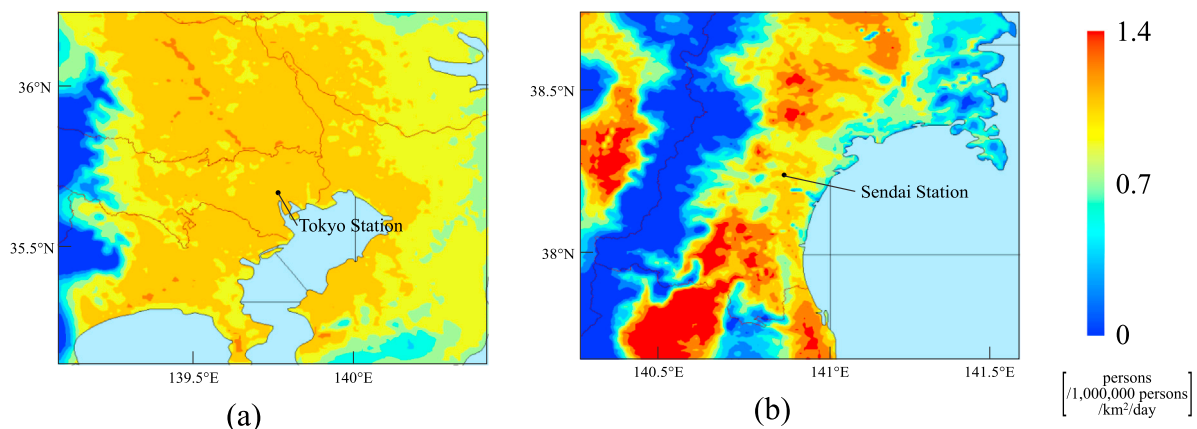 36°N
35.5°N
139.5°E
140°E
Tokyo Station
(a)
38.5°N
38°N
140.5°E
141°E
141.5°E
Sendai Station
(b)
1.4
0.7
0
persons
/1,000,000 persons
/km²/day